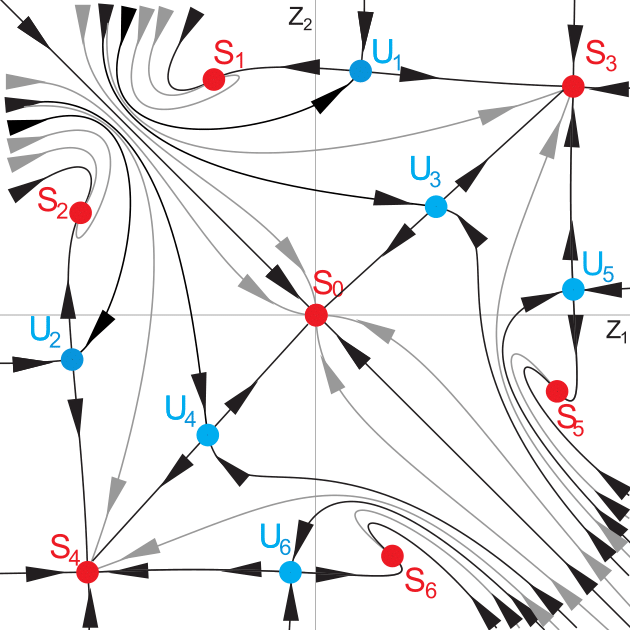 Z₂
S₁
U₁
S₃
U₃
S₂
U₅
S₀
Z₁
U₂
S₅
U₄
U₆
S₄
S₆